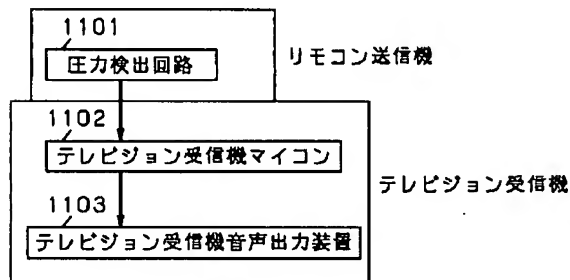 1101
圧力検出回路
リモコン送信機
1102
テレビジョン受信機マイコン
テレビジョン受信機
1103
テレビジョン受信機音声出力装置